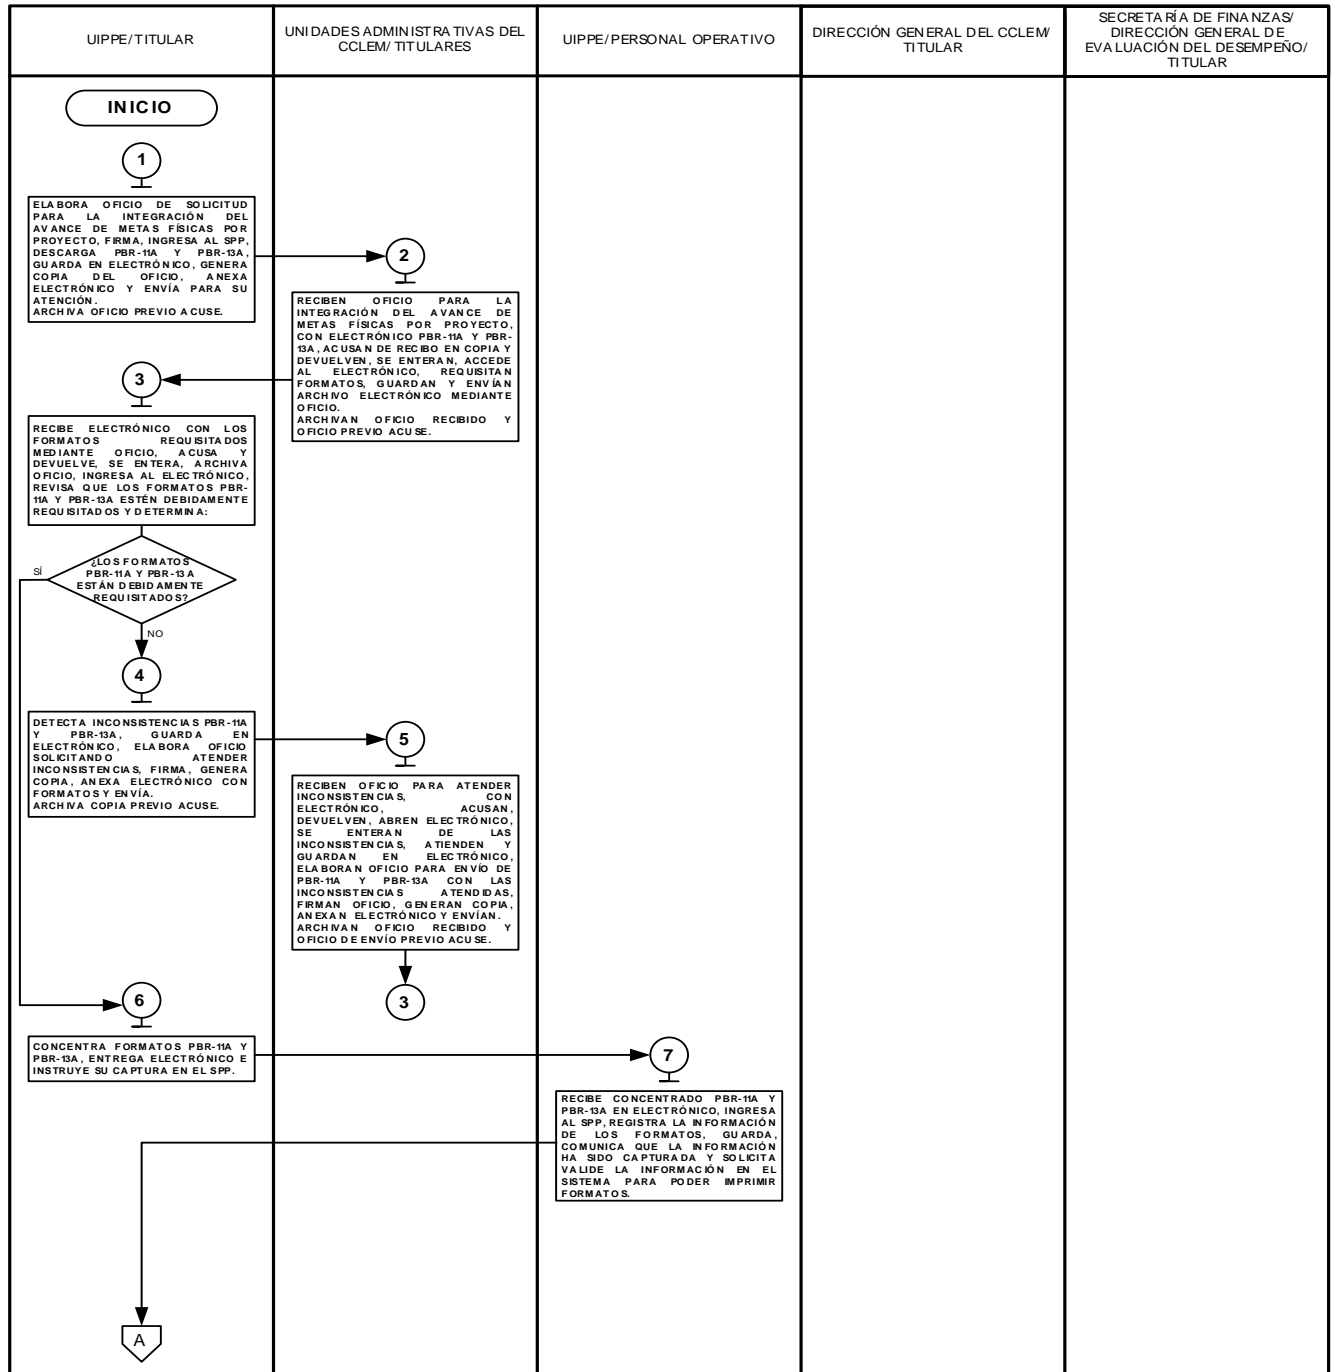 UIPPE/TITULAR
UNIDADES ADMINISTRATIVAS DEL
CCLEM/TITULARES
UIPPE/PERSONAL OPERATIVO
DIRECCIÓN GENERAL DEL CCLEM/
TITULAR
SECRETARÍA DE FINANZAS/
DIRECCIÓN GENERAL DE
EVALUACIÓN DEL DESEMPEÑO/
TITULAR
INICIO
1
ELABORA OFICIO DE SOLICITUD
PARA LA INTEGRACIÓN DEL
AVANCE DE METAS FÍSICAS POR
PROYECTO, FIRMA, INGRESA AL SPP,
DESCARGA PBR-11A Y PBR-13A,
GUARDA EN ELECTRÓNICO, GENERA
COPIA DEL OFICIO, ANEXA
ELECTRÓNICO Y ENVÍA PARA SU
ATENCIÓN.
ARCHIVA OFICIO PREVIO ACUSE.
2
RECIBEN OFICIO PARA LA
INTEGRACIÓN DEL AVANCE DE
METAS FÍSICAS POR PROYECTO,
CON ELECTRÓNICO PBR-11A Y PBR-
13A, ACUSAN DE RECIBO EN COPIA Y
DEVUELVEN, SE ENTERAN, ACCEDE
AL ELECTRÓNICO, REQUISITAN
FORMATOS, GUARDAN Y ENVÍAN
ARCHIVO ELECTRÓNICO MEDIANTE
OFICIO.
ARCHIVAN OFICIO RECIBIDO Y
OFICIO PREVIO ACUSE.
3
RECIBE ELECTRÓNICO CON LOS
FORMATOS REQUISITADOS
MEDIANTE OFICIO, ACUSA Y
DEVUELVE, SE ENTERA, ARCHIVA
OFICIO, INGRESA AL ELECTRÓNICO,
REVISA QUE LOS FORMATOS PBR-
11A Y PBR-13A ESTÉN DEBIDAMENTE
REQUISITADOS Y DETERMINA:
¿LOS FORMATOS
PBR-11A Y PBR-13A
ESTÁN DEBIDAMENTE
REQUISITADOS?
SÍ
NO
4
DETECTA INCONSISTENCIAS PBR-11A
Y PBR-13A, GUARDA EN
ELECTRÓNICO, ELABORA OFICIO
SOLICITANDO ATENDER
INCONSISTENCIAS, FIRMA, GENERA
COPIA, ANEXA ELECTRÓNICO CON
FORMATOS Y ENVÍA.
ARCHIVA COPIA PREVIO ACUSE.
5
RECIBEN OFICIO PARA ATENDER
INCONSISTENCIAS, CON
ELECTRÓNICO, ACUSAN,
DEVUELVEN, ABREN ELECTRÓNICO,
SE ENTERAN DE LAS
INCONSISTENCIAS, ATIENDEN Y
GUARDAN EN ELECTRÓNICO,
ELABORAN OFICIO PARA ENVÍO DE
PBR-11A Y PBR-13A CON LAS
INCONSISTENCIAS ATENDIDAS,
FIRMAN OFICIO, GENERAN COPIA,
ANEXAN ELECTRÓNICO Y ENVÍAN.
ARCHIVAN OFICIO RECIBIDO Y
OFICIO DE ENVÍO PREVIO ACUSE.
3
6
CONCENTRA FORMATOS PBR-11A Y
PBR-13A, ENTREGA ELECTRÓNICO E
INSTRUYE SU CAPTURA EN EL SPP.
7
RECIBE CONCENTRADO PBR-11A Y
PBR-13A EN ELECTRÓNICO, INGRESA
AL SPP, REGISTRA LA INFORMACIÓN
DE LOS FORMATOS, GUARDA,
COMUNICA QUE LA INFORMACIÓN
HA SIDO CAPTURADA Y SOLICITA
VALIDE LA INFORMACIÓN EN EL
SISTEMA PARA PODER IMPRIMIR
FORMATOS.
A